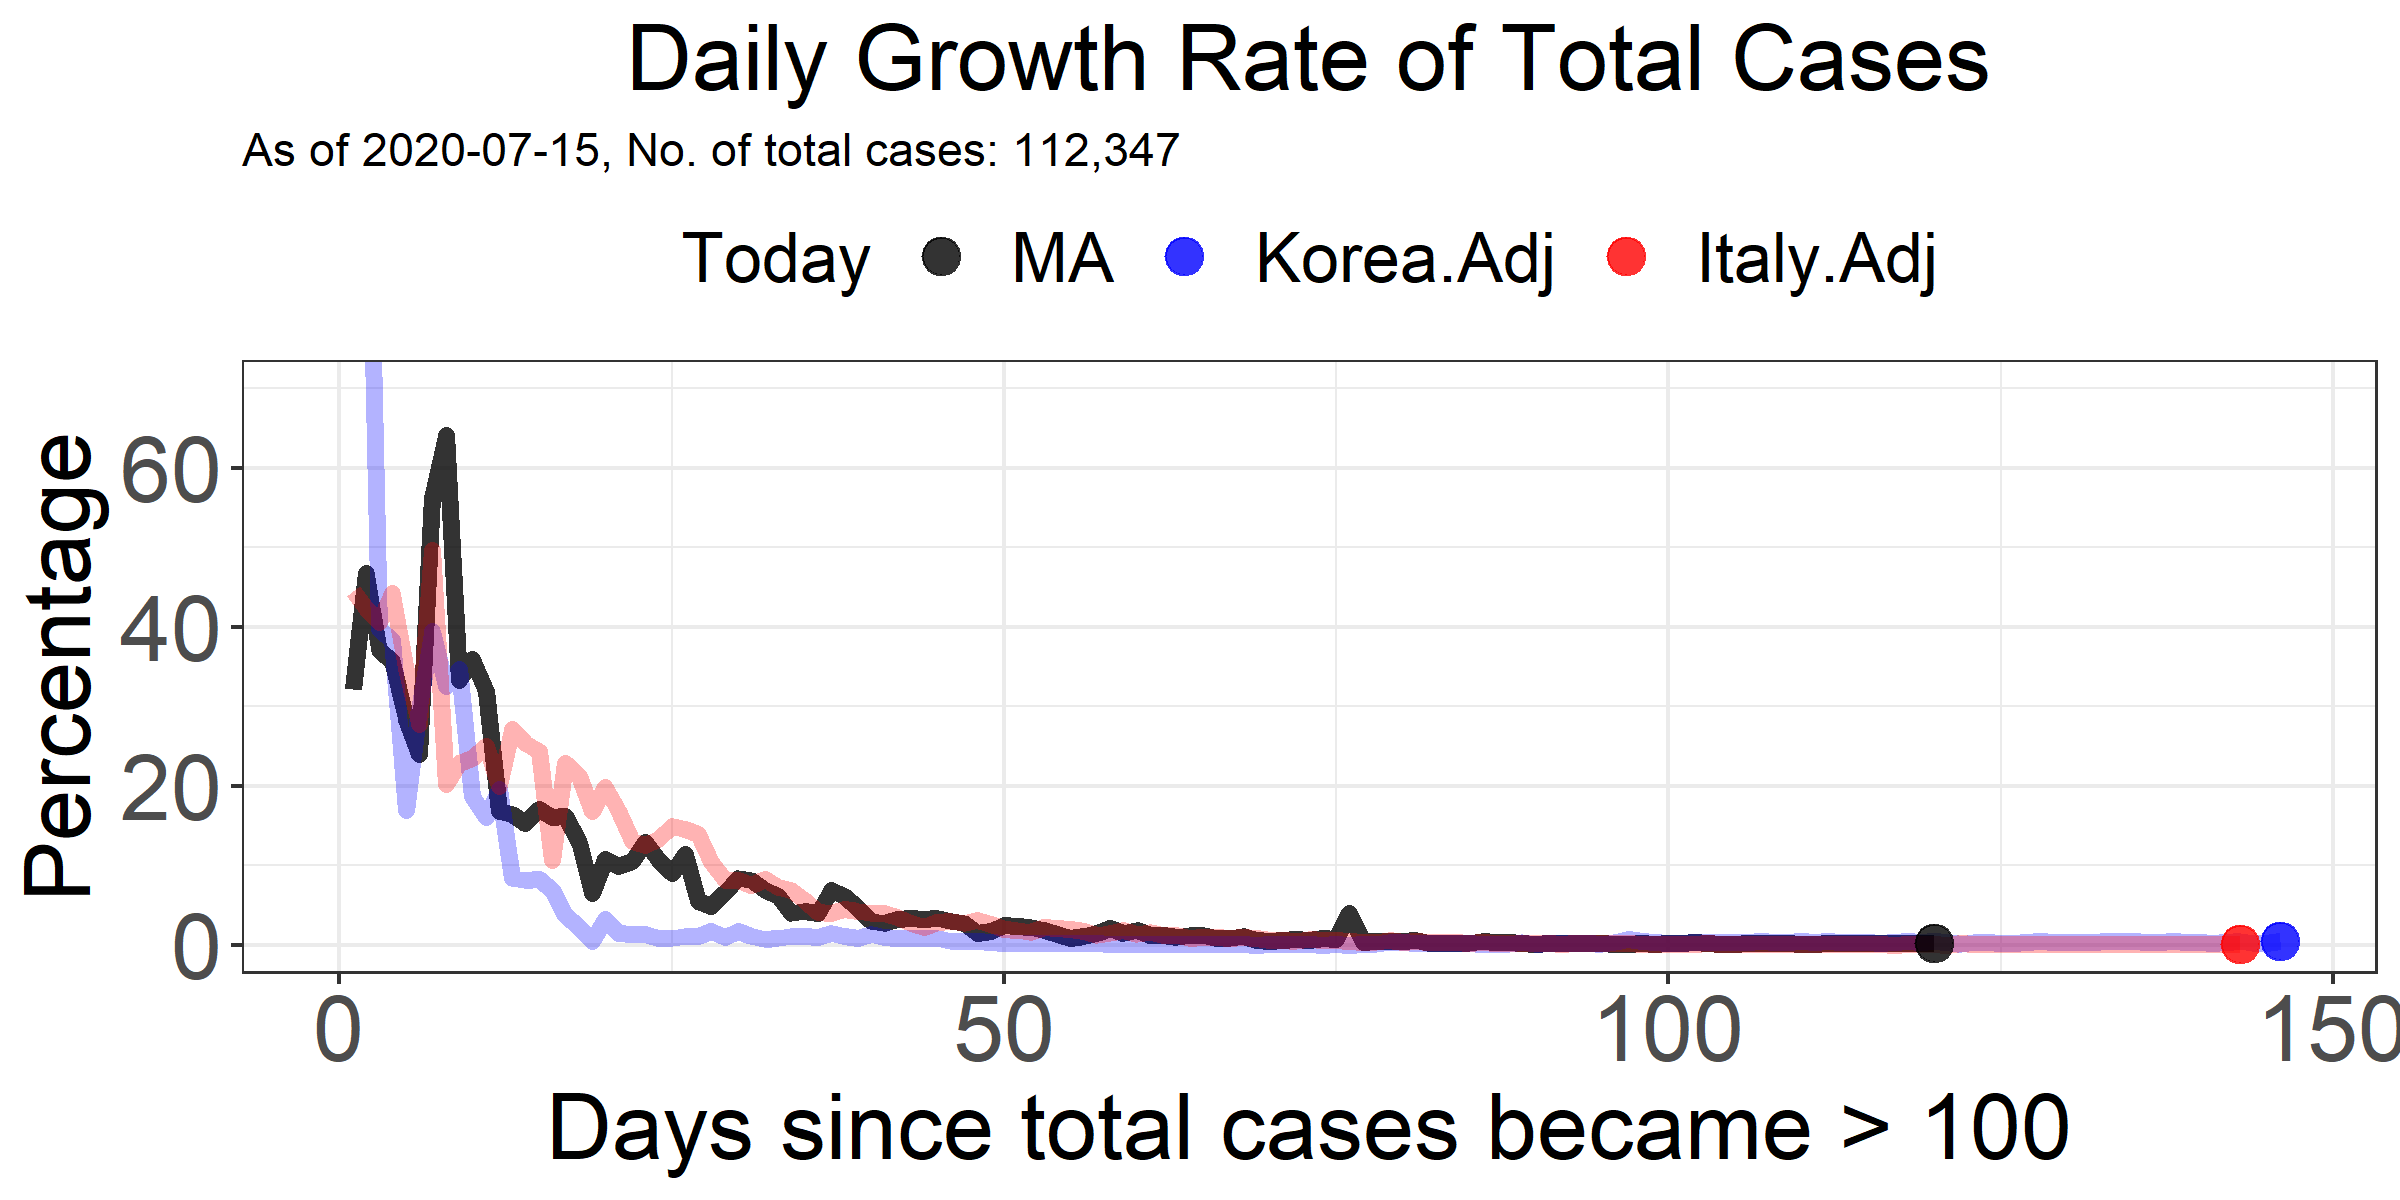 Daily Growth Rate of Total Cases
As of 2020-07-15, No. of total cases: 112,347
Today MA Korea.Adj Italy.Adj
Percentage
60
40
20
0
0 50 100 150
Days since total cases became > 100